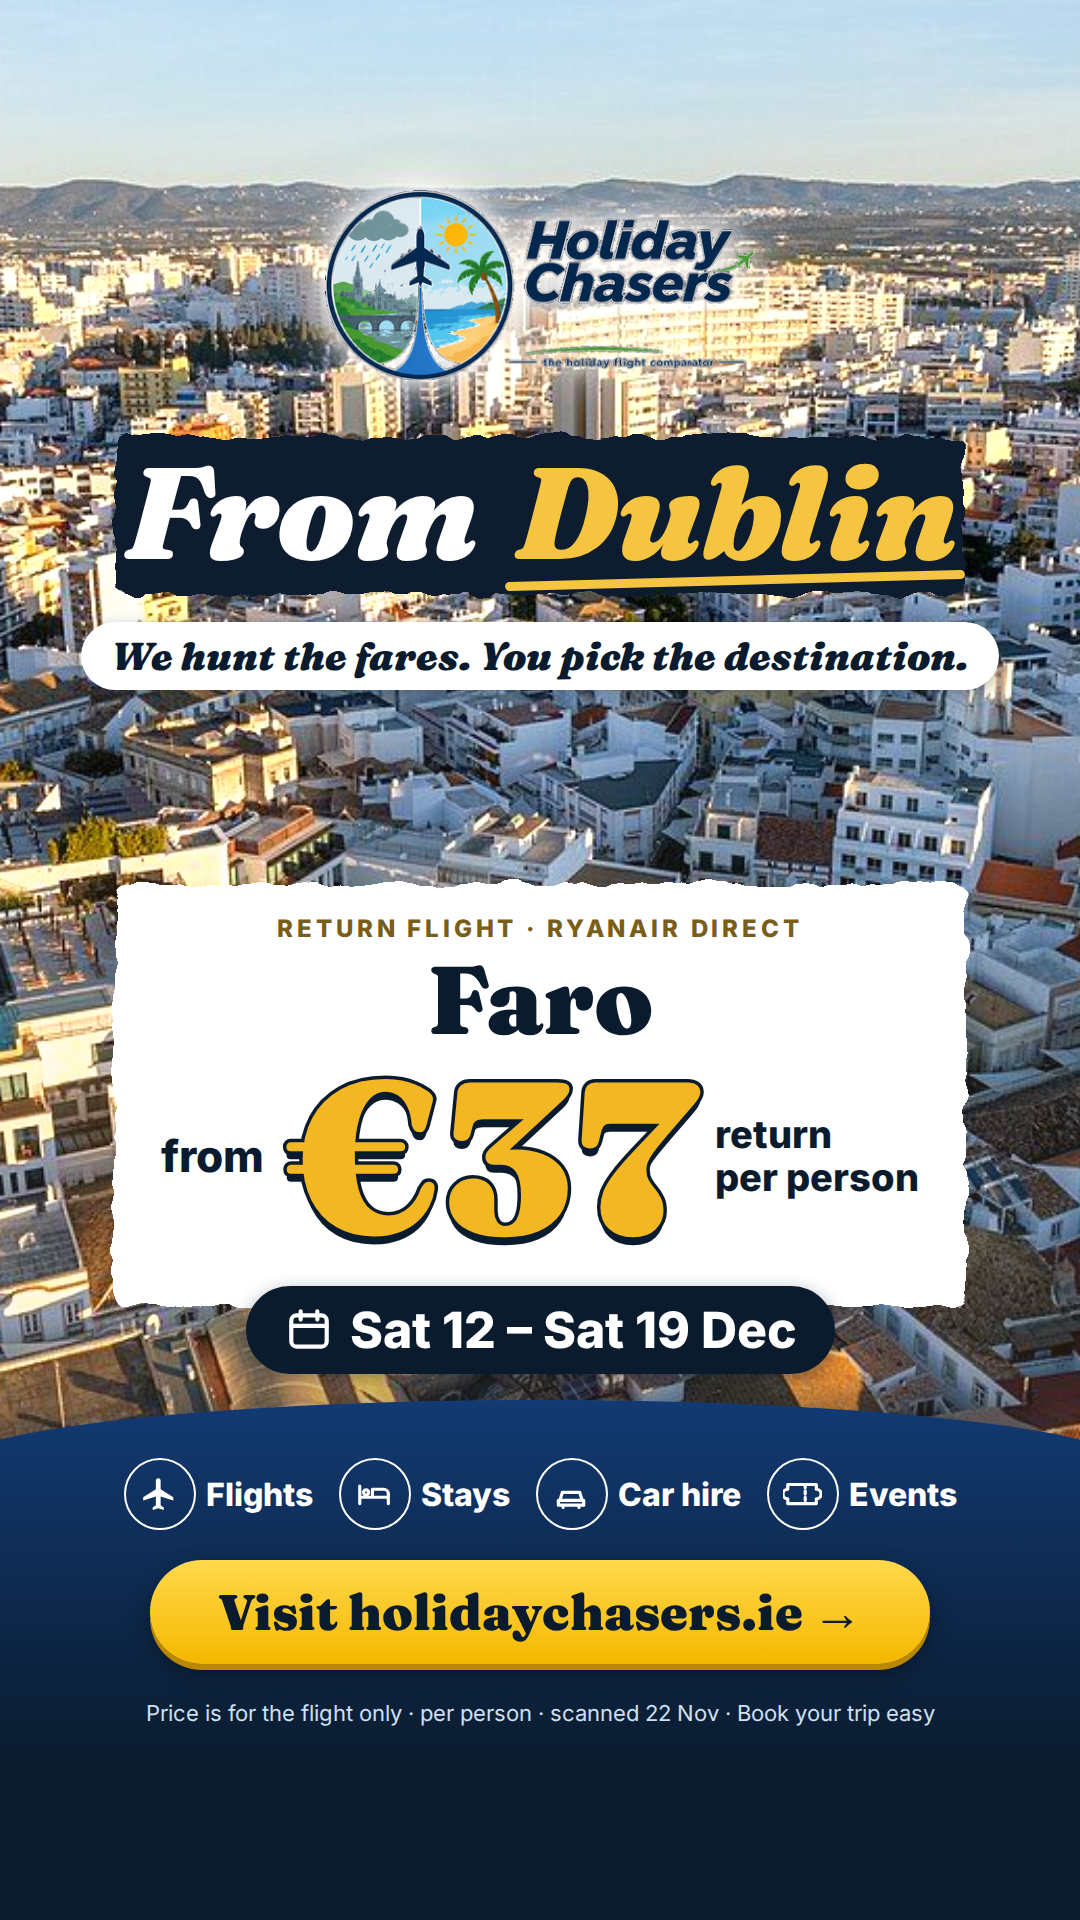 Holiday
Chasers
the holiday flight comparator
From Dublin
We hunt the fares. You pick the destination.
RETURN FLIGHT · RYANAIR DIRECT
Faro
from €37 return
per person
Sat 12 – Sat 19 Dec
Flights Stays Car hire Events
Visit holidaychasers.ie →
Price is for the flight only · per person · scanned 22 Nov · Book your trip easy